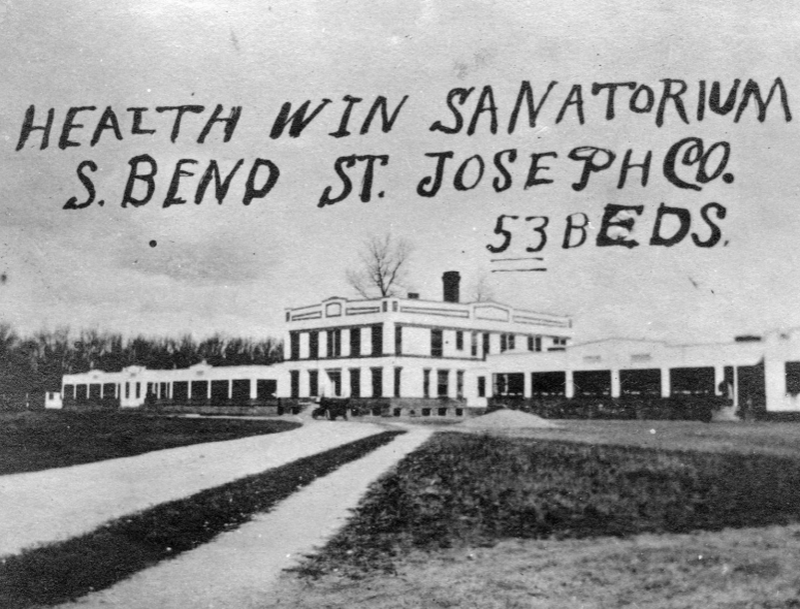 HEALTH WIN SANATORIUM
S. BEND ST. JOSEPH CO.
53 BEDS.